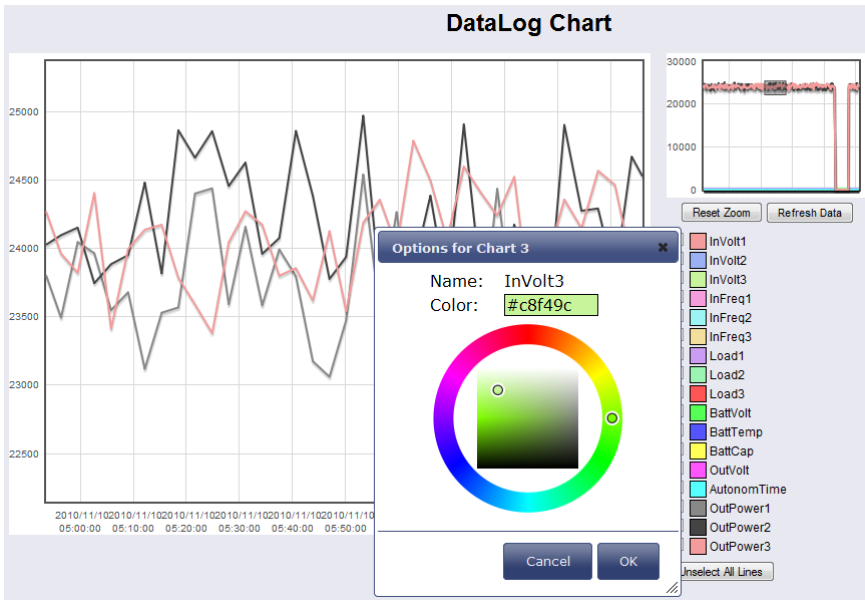 DataLog Chart
25000
24500
24000
23500
23000
22500
2010/11/10 2010/11/10 2010/11/10 2010/11/10 2010/11/10 2010/11/10
05:00:00 05:10:00 05:20:00 05:30:00 05:40:00 05:50:00
30000
20000
10000
0
Reset Zoom Refresh Data
InVolt1
InVolt2
InVolt3
InFreq1
InFreq2
InFreq3
Load1
Load2
Load3
BattVolt
BattTemp
BattCap
OutVolt
AutonomTime
OutPower1
OutPower2
OutPower3
Unselect All Lines
Options for Chart 3
Name: InVolt3
Color: #c8f49c
Cancel OK